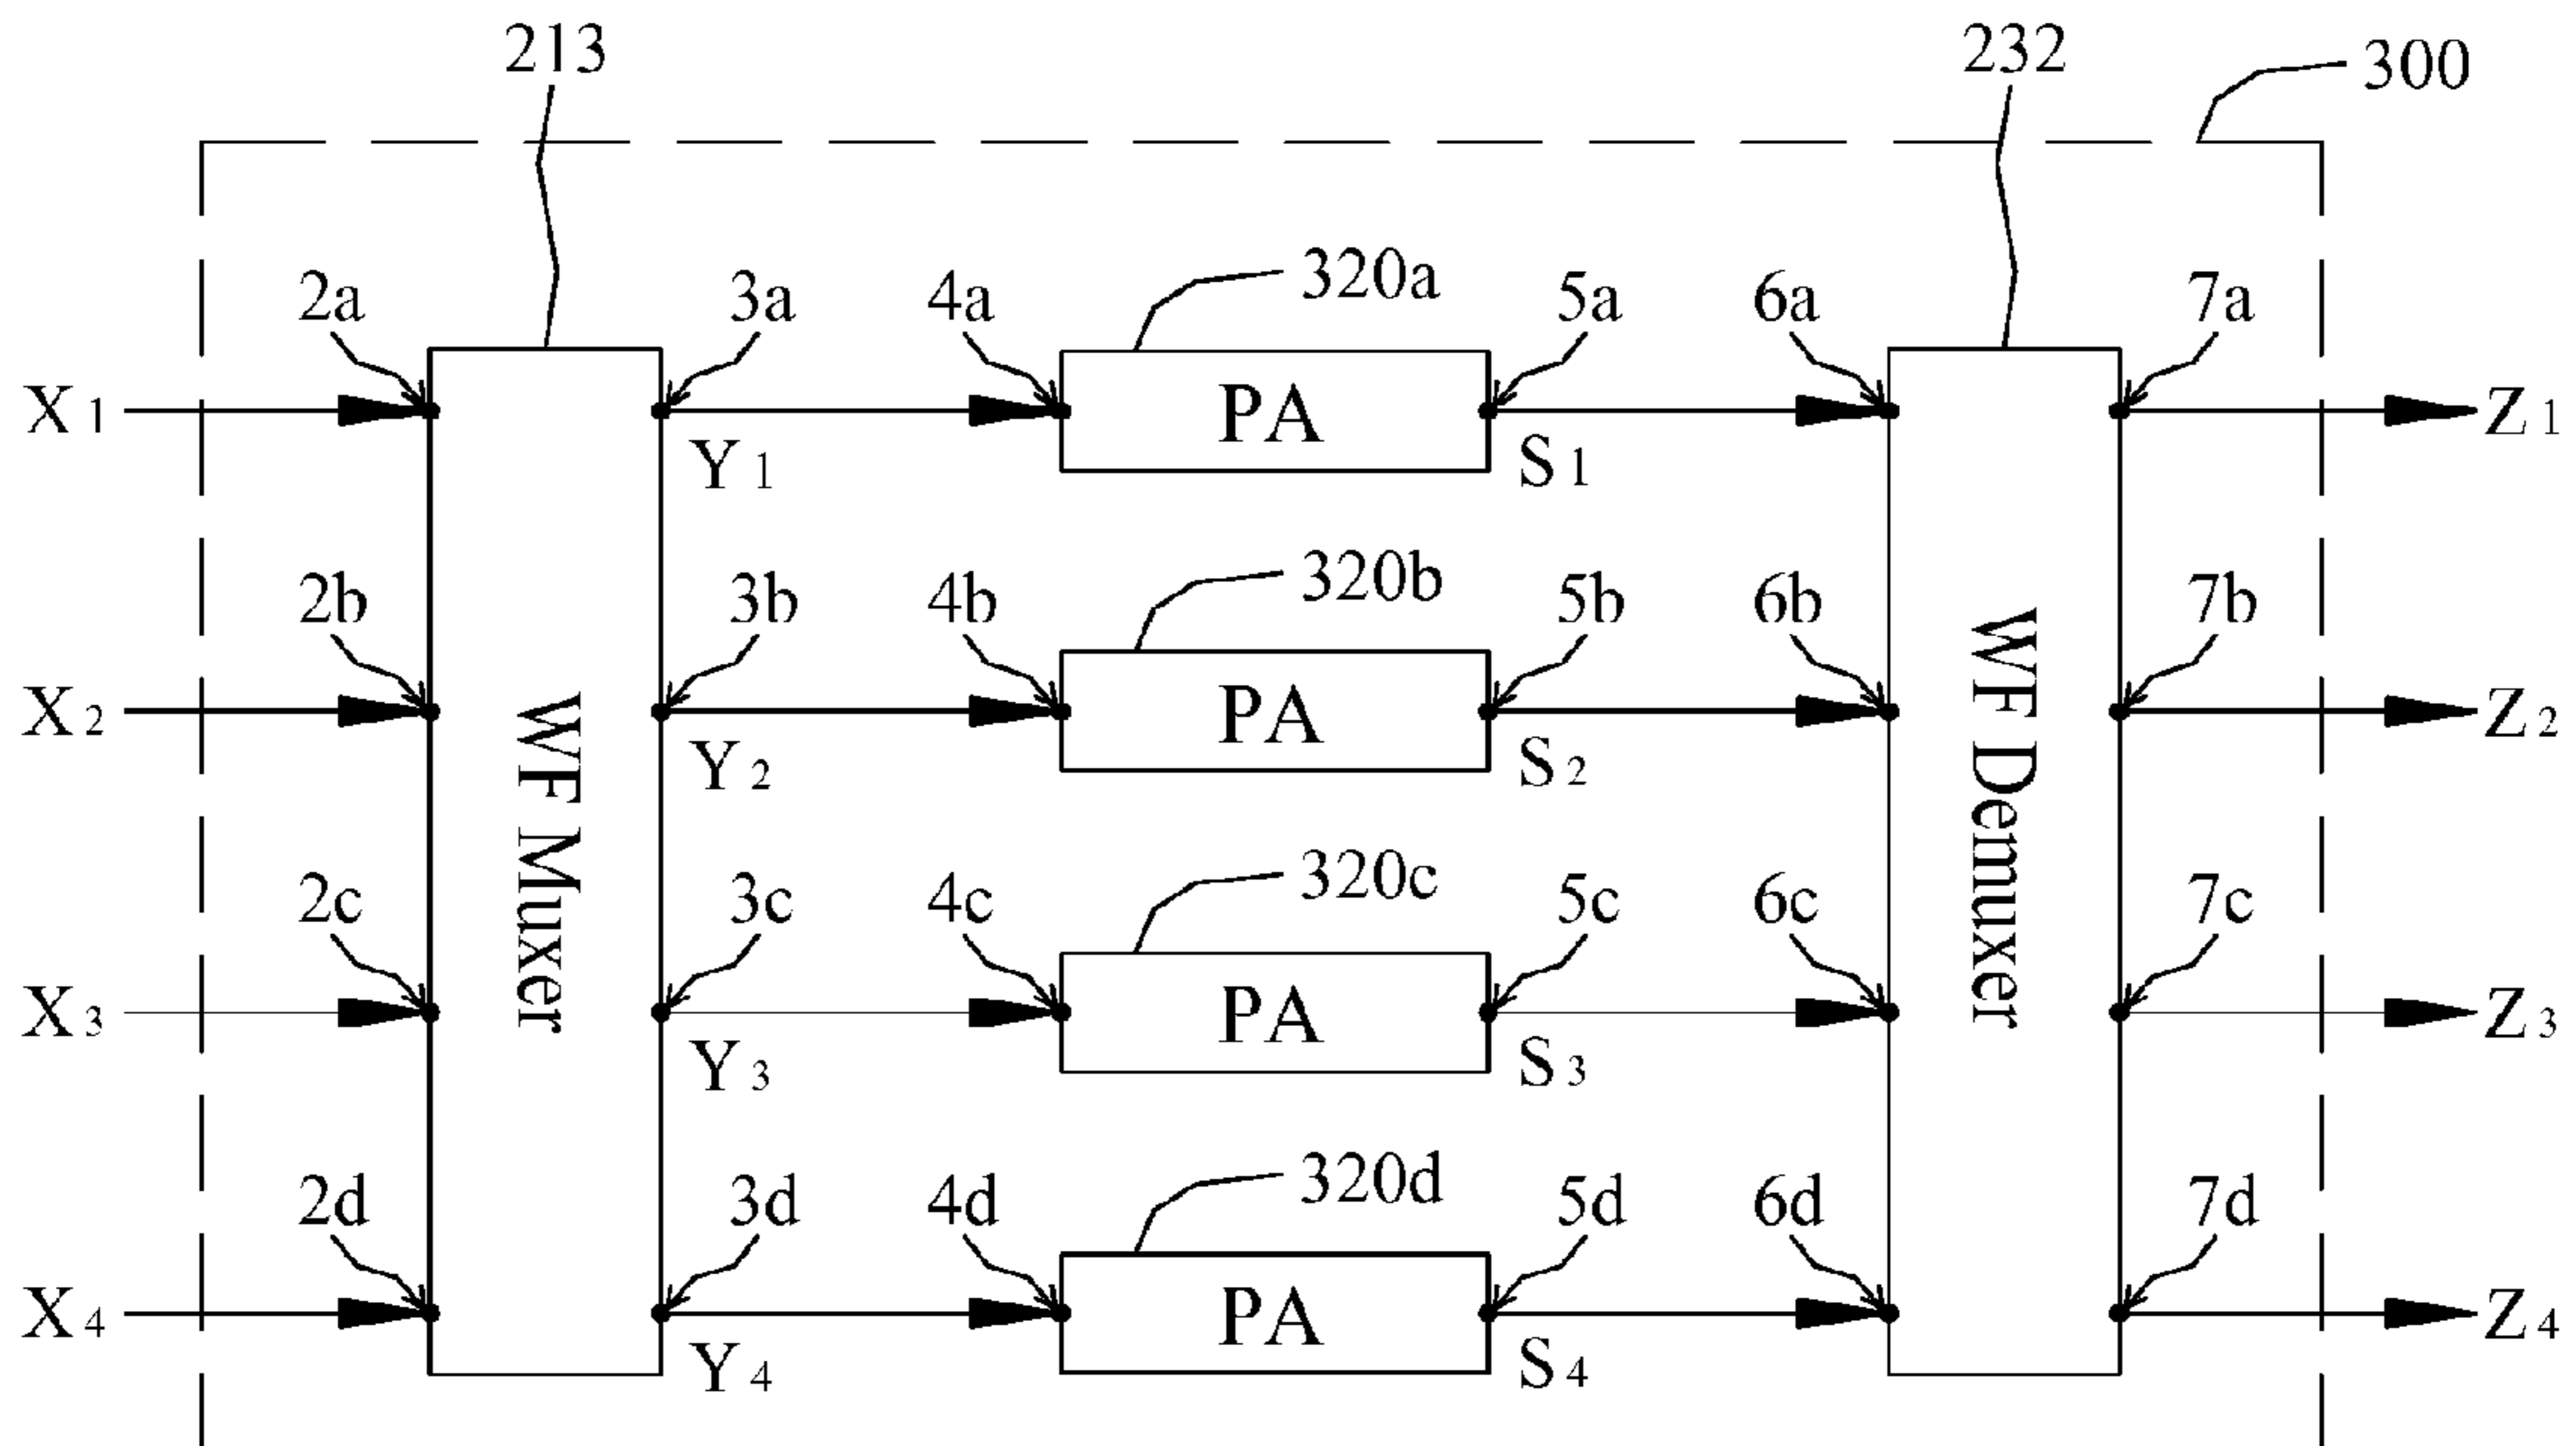 213 232 300
2a 3a 4a 320a 5a 6a 7a
X1 PA Z1
Y1 S1
2b 3b 4b 320b 5b 6b 7b
X2 PA Z2
Y2 S2
WF Muxer
WF Demuxer
2c 3c 4c 320c 5c 6c 7c
X3 PA Z3
Y3 S3
2d 3d 4d 320d 5d 6d 7d
X4 PA Z4
Y4 S4